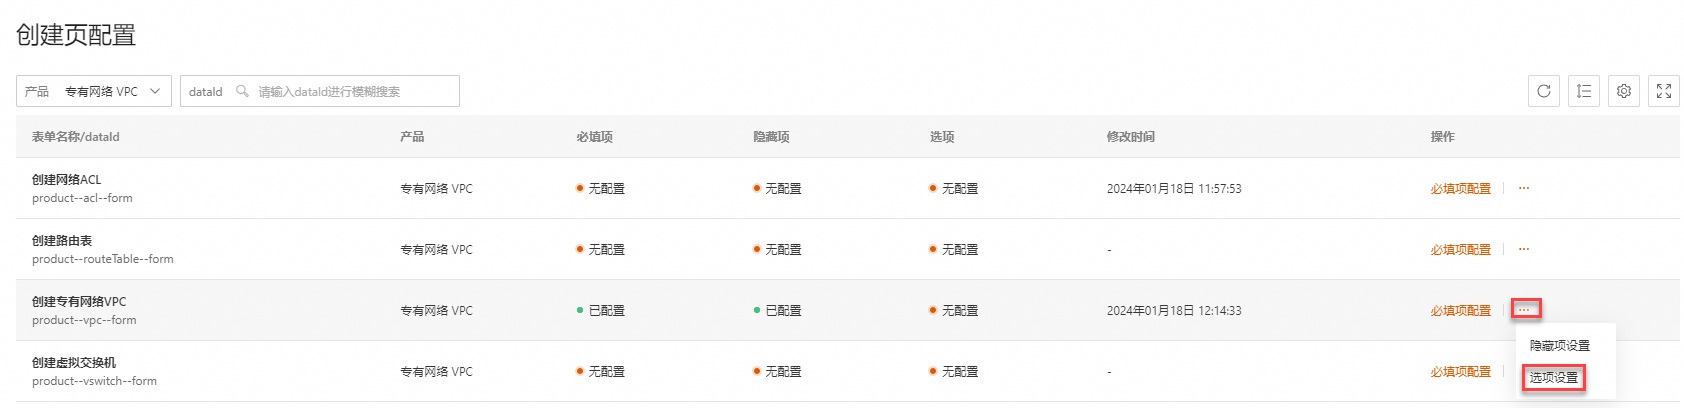 创建页配置
产品 专有网络 VPC dataId 请输入dataId进行模糊搜索
表单名称/dataId 产品 必填项 隐藏项 选项 修改时间 操作
创建网络ACL
product--acl--form 专有网络 VPC 无配置 无配置 无配置 2024年01月18日 11:57:53 必填项配置 ...
创建路由表
product--routeTable--form 专有网络 VPC 无配置 无配置 无配置 - 必填项配置 ...
创建专有网络VPC
product--vpc--form 专有网络 VPC 已配置 已配置 无配置 2024年01月18日 12:14:33 必填项配置 ...
隐藏项设置
创建虚拟交换机
product--vswitch--form 专有网络 VPC 无配置 无配置 无配置 - 必填项配置
选项设置